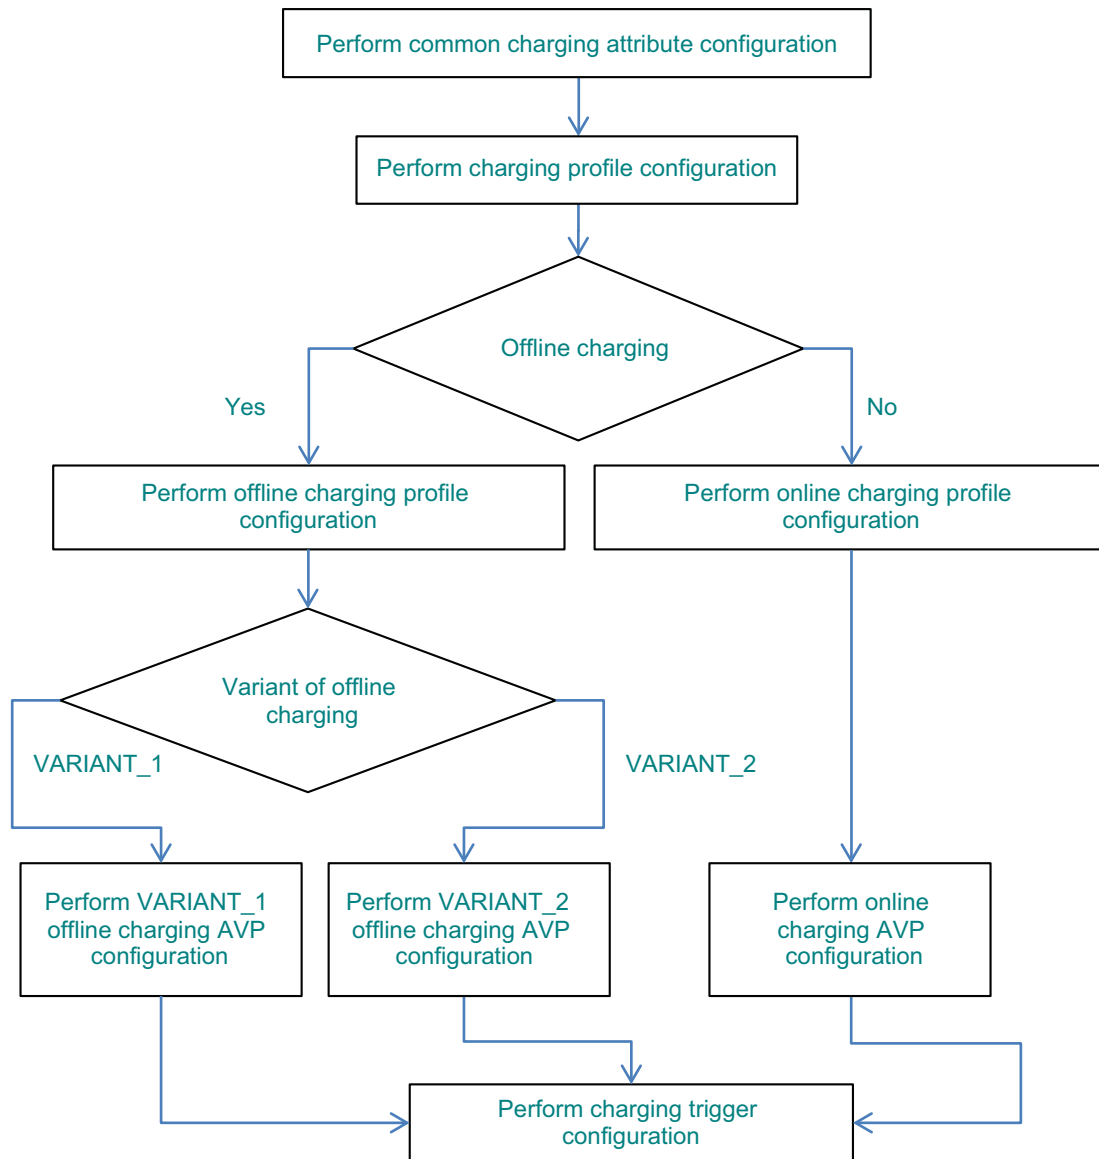 Perform common charging attribute configuration
Perform charging profile configuration
Offline charging
Yes
No
Perform offline charging profile
configuration
Perform online charging profile
configuration
Variant of offline
charging
VARIANT_1
VARIANT_2
Perform VARIANT_1
offline charging AVP
configuration
Perform VARIANT_2
offline charging AVP
configuration
Perform online
charging AVP
configuration
Perform charging trigger
configuration